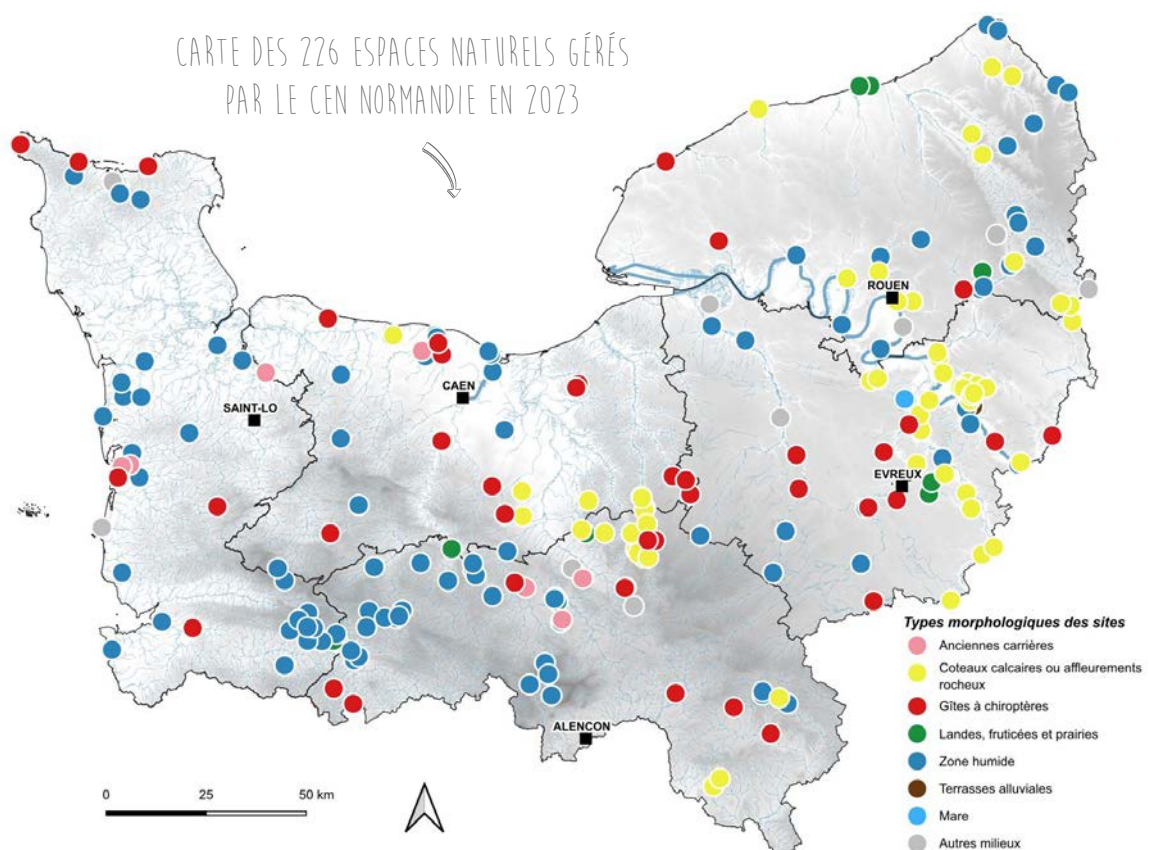 CARTE DES 226 ESPACES NATURELS GÉRÉS
PAR LE CEN NORMANDIE EN 2023
ROUEN
CAEN
SAINT-LO
EVREUX
ALENCON
Types morphologiques des sites
Anciennes carrières
Coteaux calcaires ou affleurements
rocheux
Gîtes à chiroptères
Landes, fruticées et prairies
Zone humide
Terrasses alluviales
Mare
Autres milieux
0 25 50 km